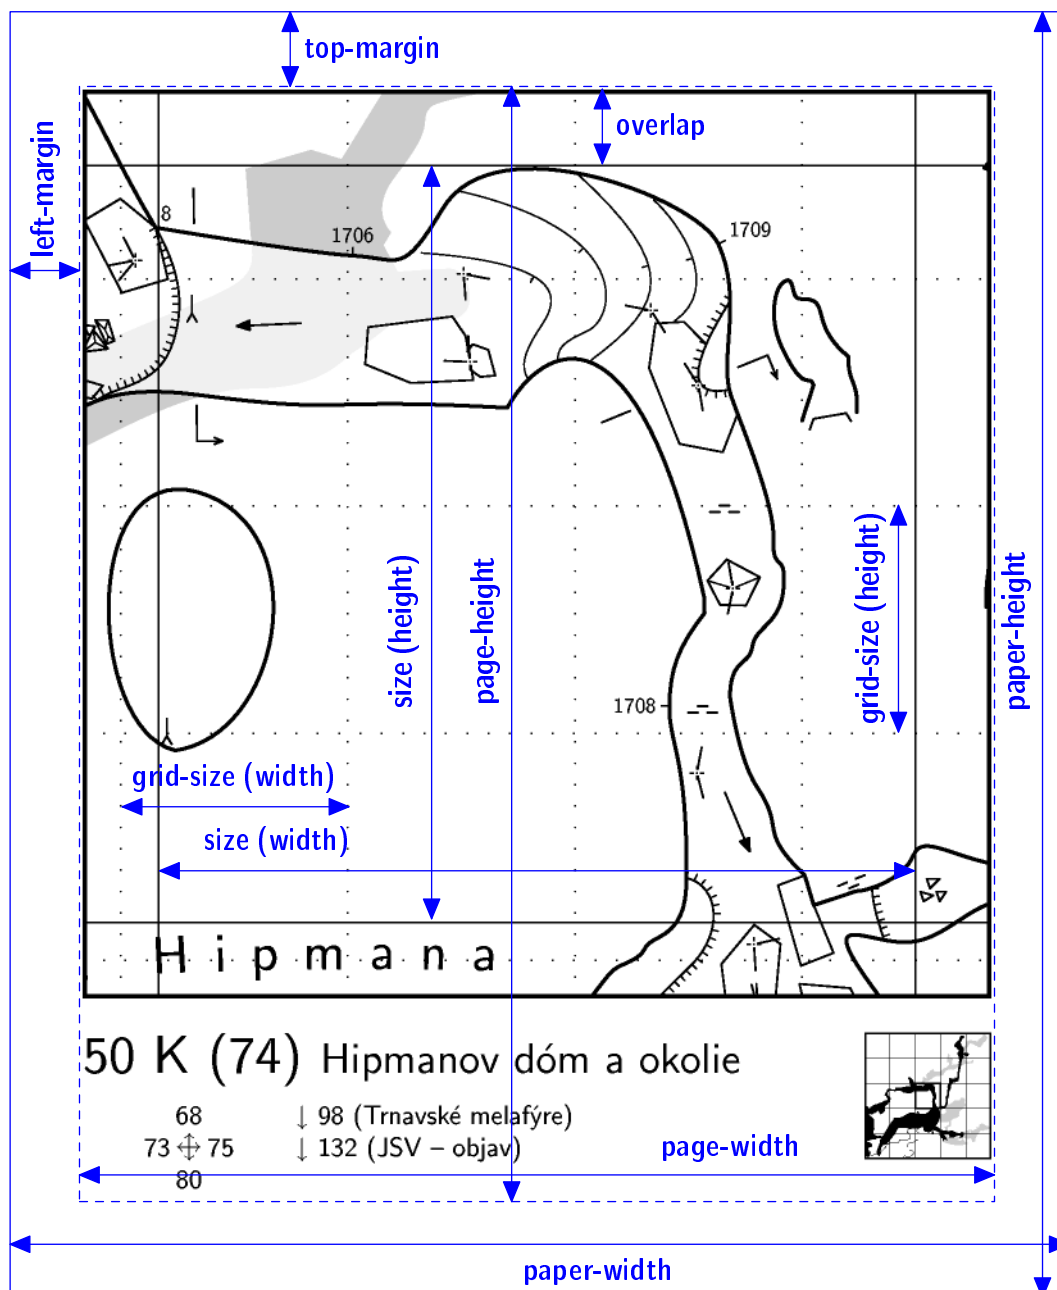 top-margin
overlap
left-margin
8
1706
1709
size (height)
page-height
grid-size (height)
paper-height
1708
grid-size (width)
size (width)
Hipmana
50 K (74) Hipmanov dóm a okolie
68
↓ 98 (Trnavské melafýre)
73 75
↓ 132 (JSV – objav)
80
page-width
paper-width